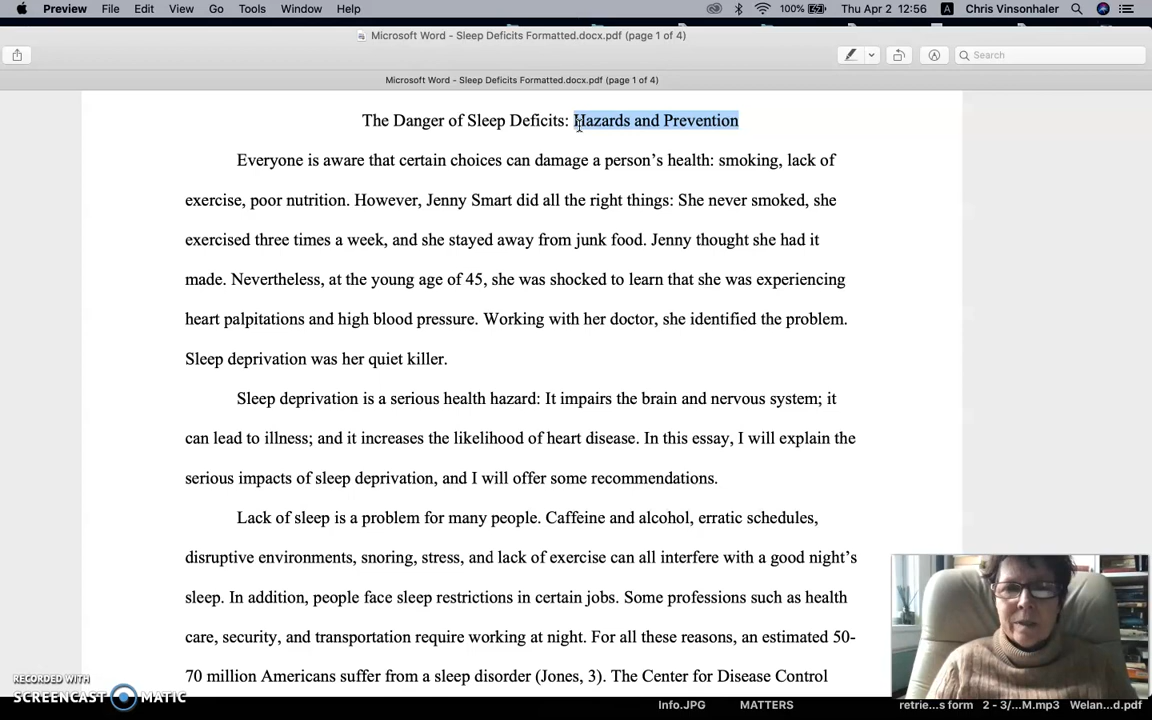 Preview File Edit View Go Tools Window Help 100% Thu Apr 2 12:56 A Chris Vinsonhaler
Microsoft Word - Sleep Deficits Formatted.docx.pdf (page 1 of 4)
Search
Microsoft Word - Sleep Deficits Formatted.docx.pdf (page 1 of 4)
The Danger of Sleep Deficits: Hazards and Prevention
Everyone is aware that certain choices can damage a person’s health: smoking, lack of
exercise, poor nutrition. However, Jenny Smart did all the right things: She never smoked, she
exercised three times a week, and she stayed away from junk food. Jenny thought she had it
made. Nevertheless, at the young age of 45, she was shocked to learn that she was experiencing
heart palpitations and high blood pressure. Working with her doctor, she identified the problem.
Sleep deprivation was her quiet killer.
Sleep deprivation is a serious health hazard: It impairs the brain and nervous system; it
can lead to illness; and it increases the likelihood of heart disease. In this essay, I will explain the
serious impacts of sleep deprivation, and I will offer some recommendations.
Lack of sleep is a problem for many people. Caffeine and alcohol, erratic schedules,
disruptive environments, snoring, stress, and lack of exercise can all interfere with a good night’s
sleep. In addition, people face sleep restrictions in certain jobs. Some professions such as health
care, security, and transportation require working at night. For all these reasons, an estimated 50-
70 million Americans suffer from a sleep disorder (Jones, 3). The Center for Disease Control
RECORDED WITH
SCREENCAST MATIC
Info.JPG MATTERS retrie...s form 2 - 3/...M.mp3 Welan...d.pdf